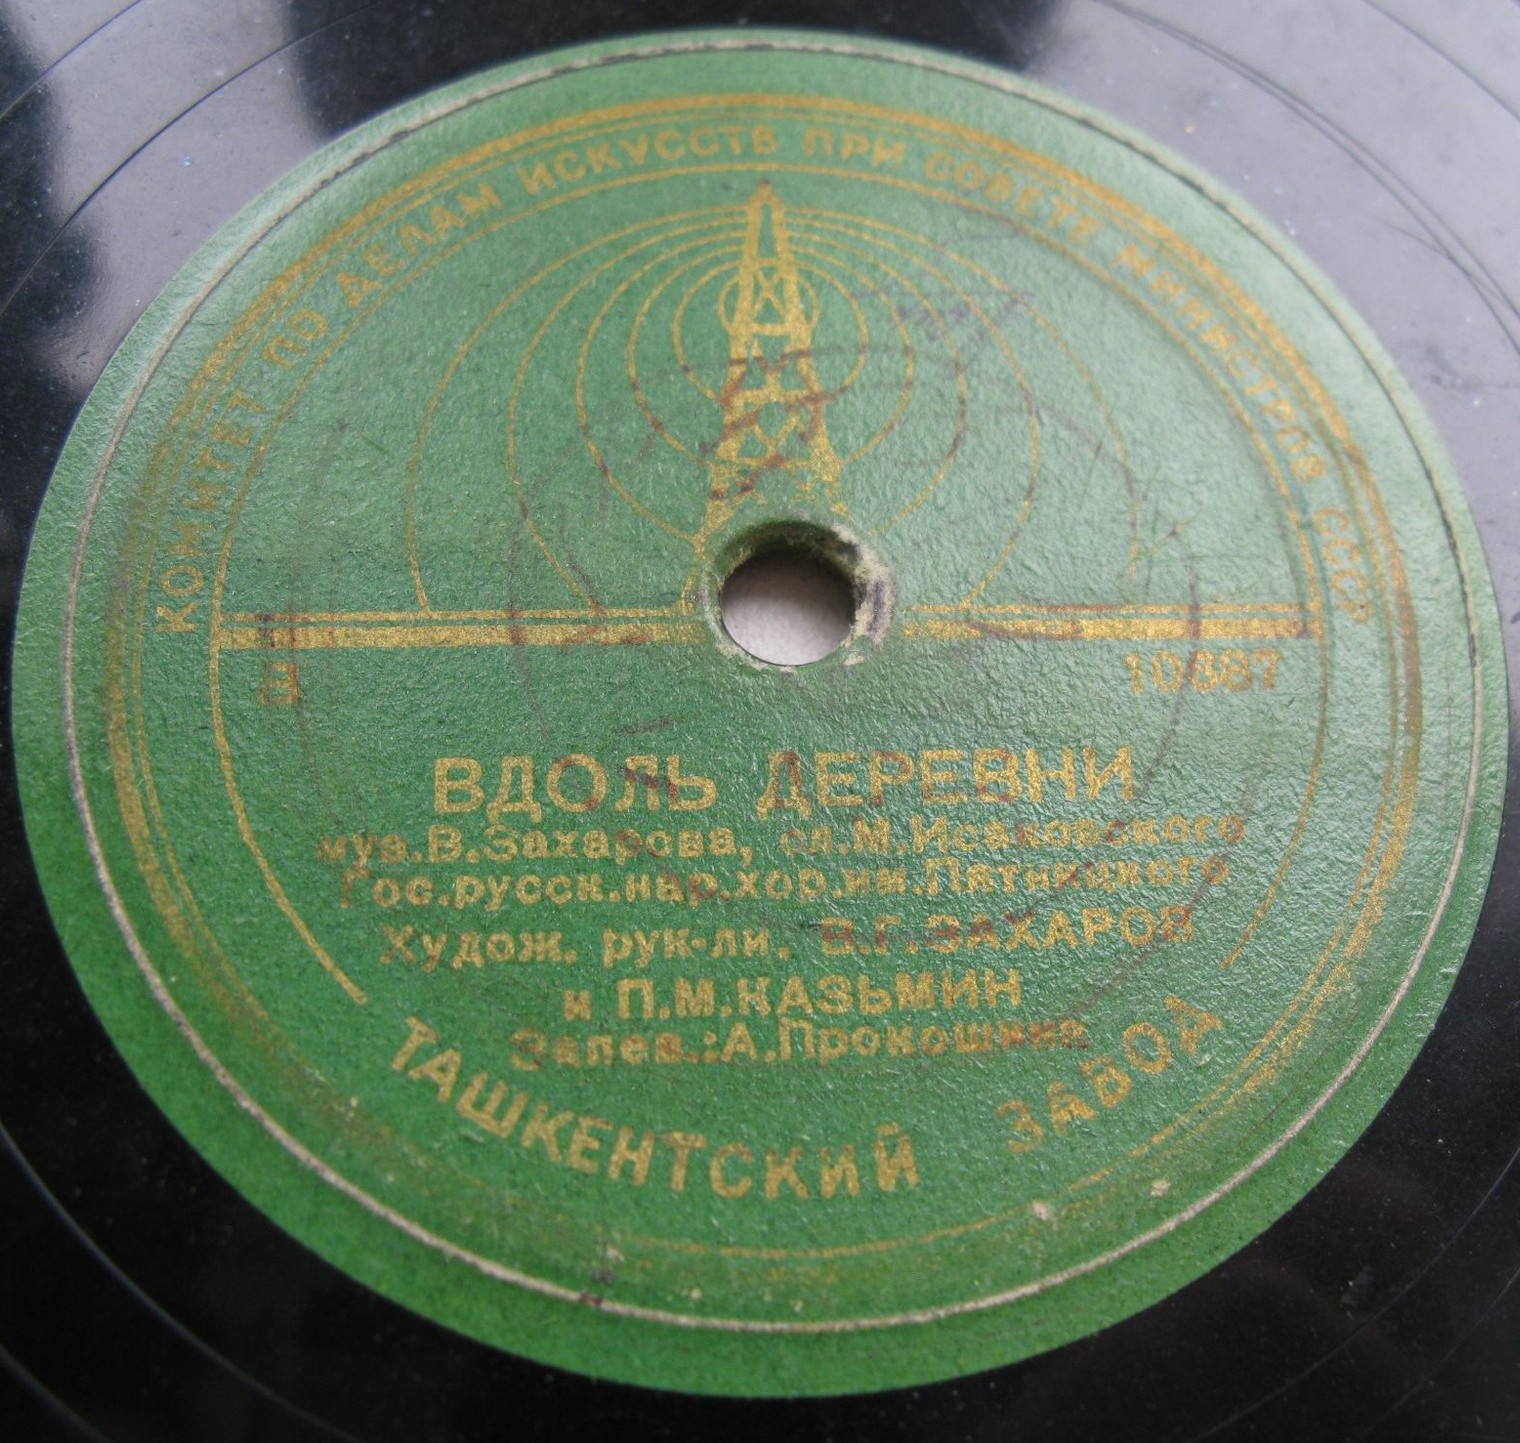 КОМИТЕТ ПО ДЕЛАМ ИСКУССТВ ПРИ СОВЕТЕ МИНИСТРОВ СССР
Ш
ВДОЛЬ ДЕРЕВНИ
муз.В.Захарова, сл.М.Исаковского
Гос.русск.нар.хор.им.Пятницкого
Худож. рук-ли. В.Г.ЗАХАРОВ
и П.М.КАЗЬМИН
Запев.:А.Прокошина
ТАШКЕНТСКИЙ ЗАВОД